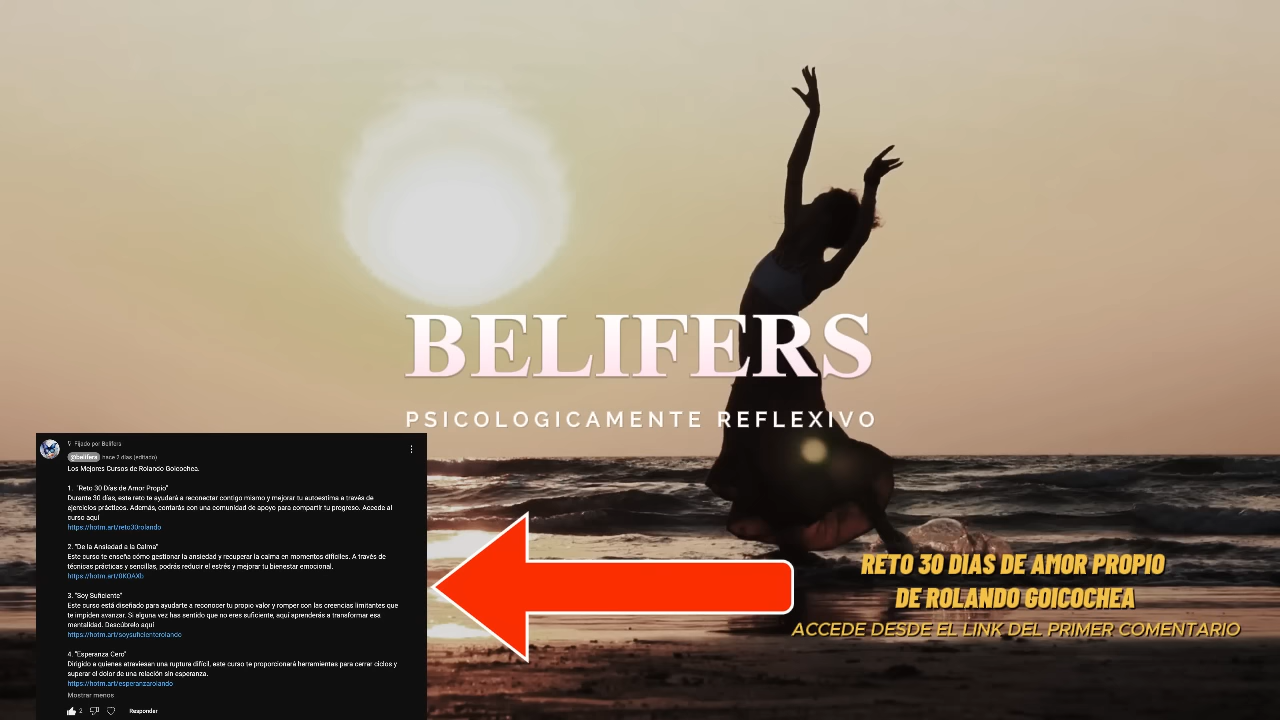 BELIFERS
PSICOLOGICAMENTE REFLEXIVO
Fijado por Belifers
@belifers hace 2 días (editado)
Los Mejores Cursos de Rolando Goicochea.
1. "Reto 30 Días de Amor Propio"
Durante 30 días, este reto te ayudará a reconectar contigo mismo y mejorar tu autoestima a través de
ejercicios prácticos. Además, contarás con una comunidad de apoyo para compartir tu progreso. Accede al
curso aquí
https://hotm.art/reto30rolando
2. "De la Ansiedad a la Calma"
Este curso te enseña cómo gestionar la ansiedad y recuperar la calma en momentos difíciles. A través de
técnicas prácticas y sencillas, podrás reducir el estrés y mejorar tu bienestar emocional.
https://hotm.art/0KOAXb
3. "Soy Suficiente"
Este curso está diseñado para ayudarte a reconocer tu propio valor y romper con las creencias limitantes que
te impiden avanzar. Si alguna vez has sentido que no eres suficiente, aquí aprenderás a transformar esa
mentalidad. Descúbrelo aquí
https://hotm.art/soysuficienterolando
4. "Esperanza Cero"
Dirigido a quienes atraviesan una ruptura difícil, este curso te proporcionará herramientas para cerrar ciclos y
superar el dolor de una relación sin esperanza.
https://hotm.art/esperanzarolando
Mostrar menos
2 Responder
RETO 30 DIAS DE AMOR PROPIO
DE ROLANDO GOICOCHEA
ACCEDE DESDE EL LINK DEL PRIMER COMENTARIO